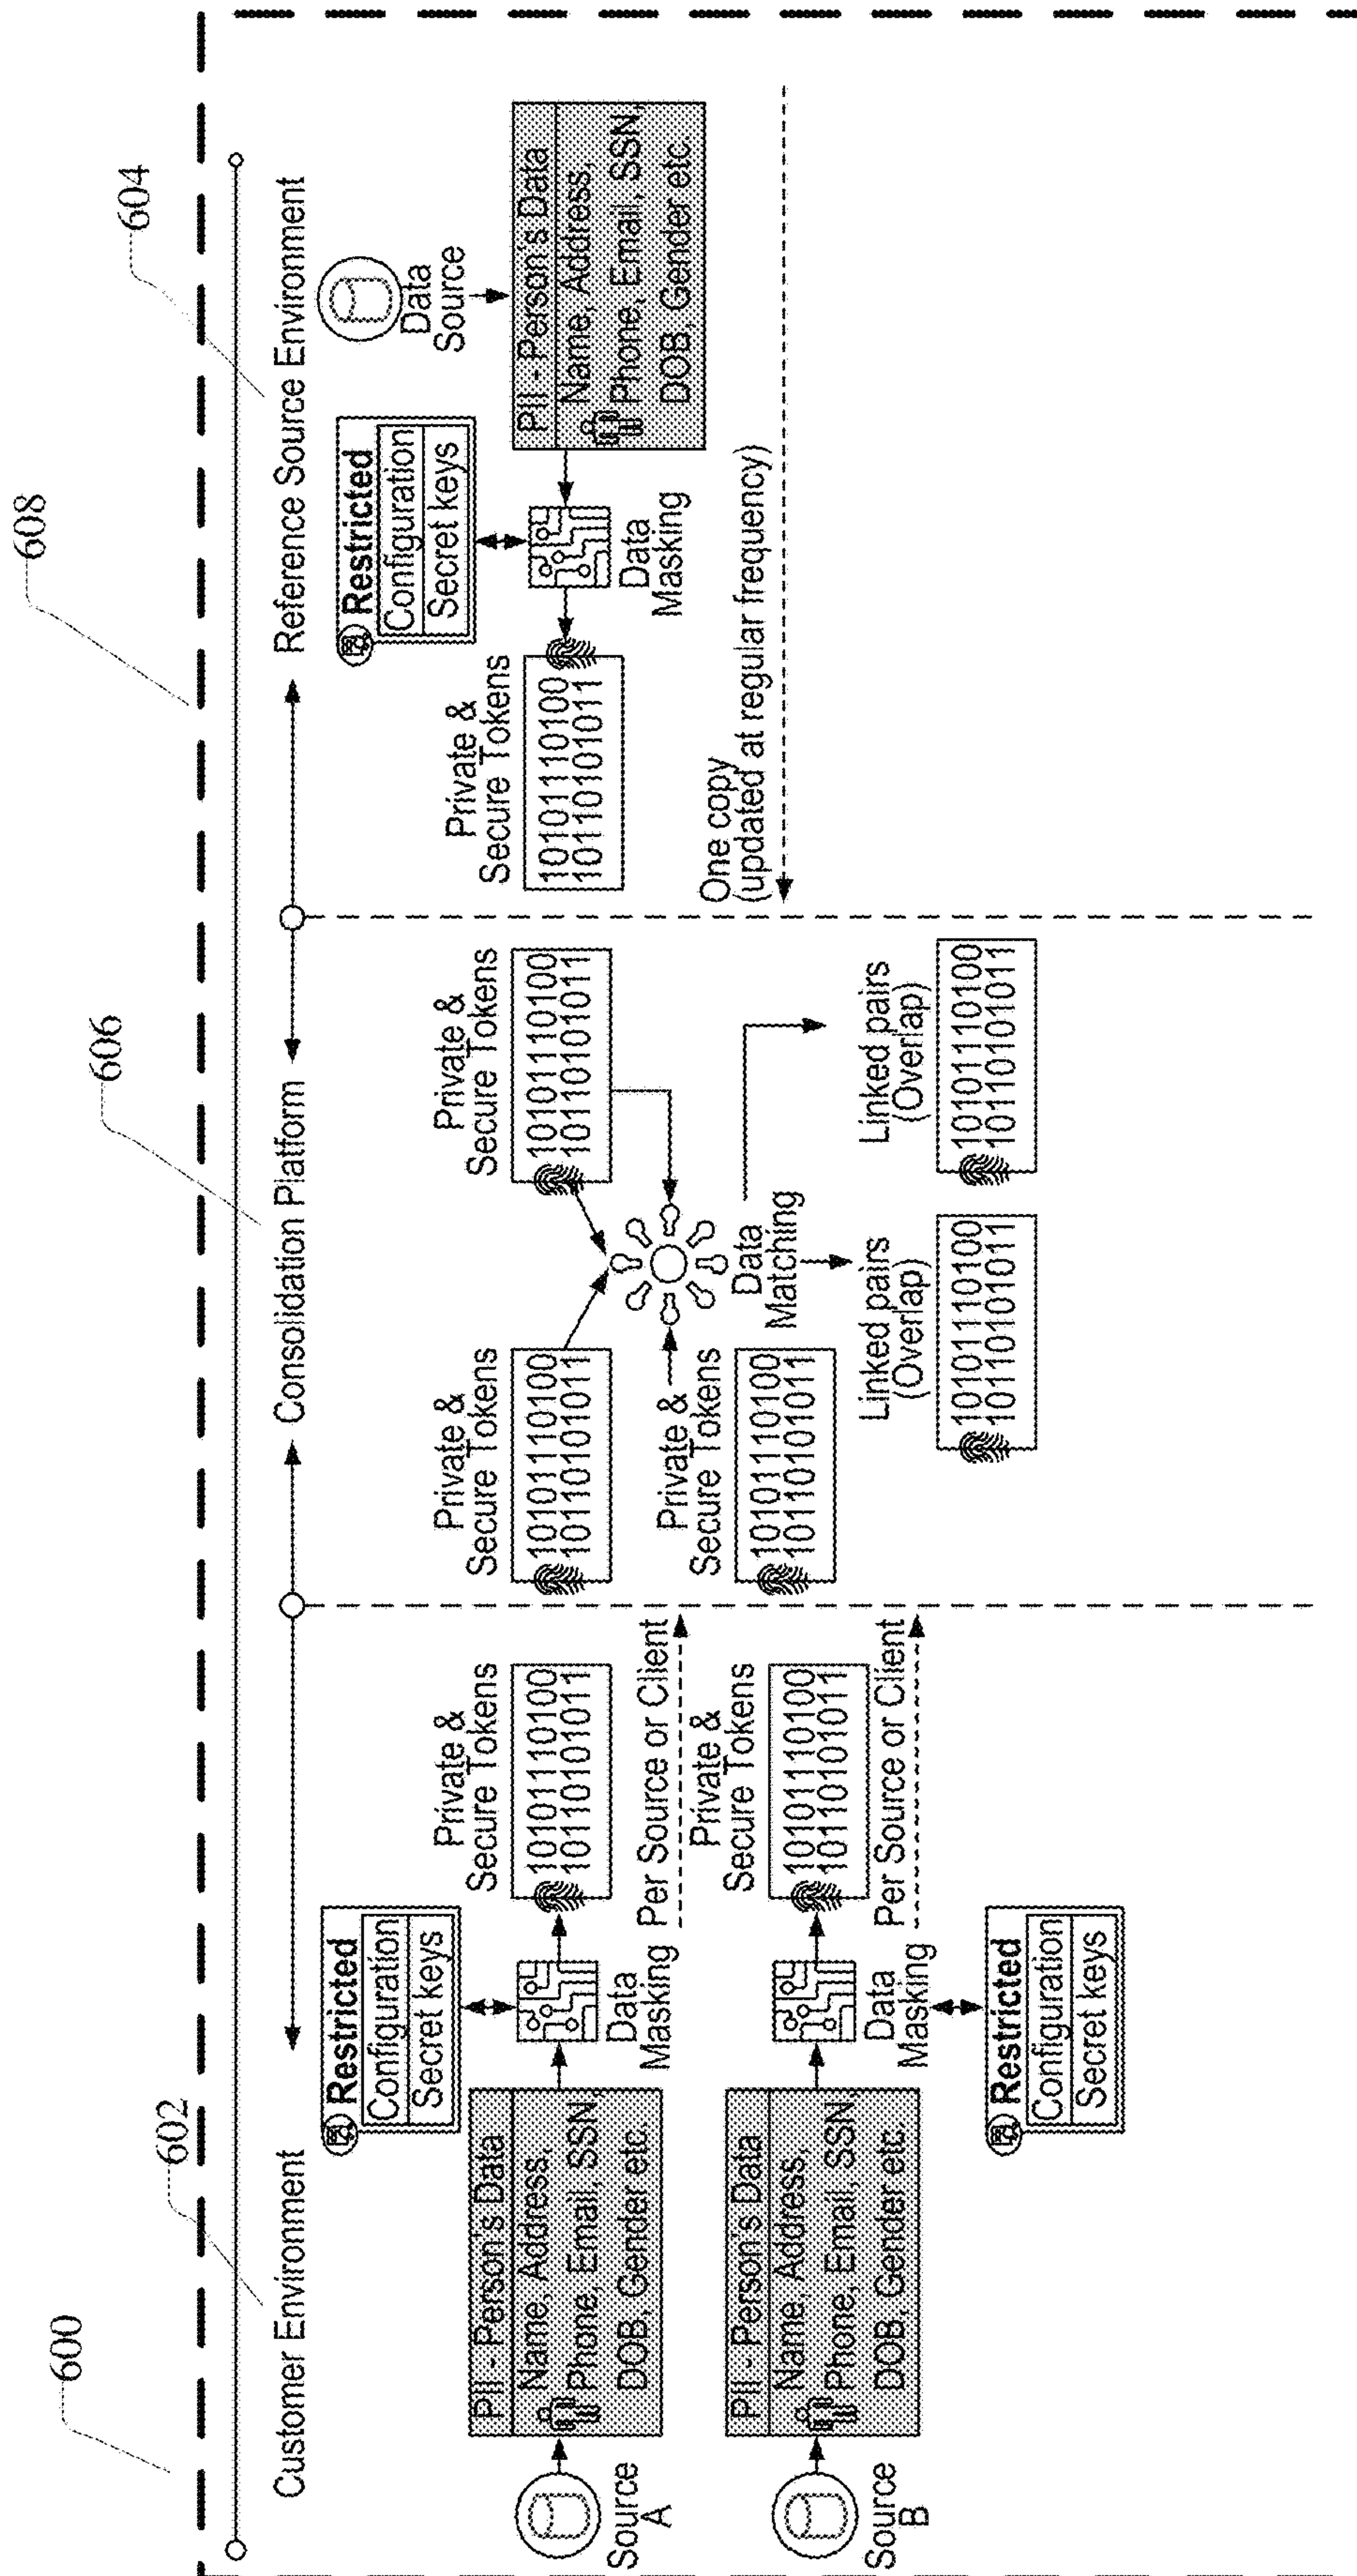 600
602
606
608
604
Customer Environment
Consolidation Platform
Reference Source Environment
Source
A
PII - Person's Data
Name, Address,
Phone, Email, SSN,
DOB, Gender etc.
Restricted
Configuration
Secret keys
Data
Masking
Private &
Secure Tokens
10101110100
10110101011
Per Source or Client
Source
B
PII - Person's Data
Name, Address,
Phone, Email, SSN,
DOB, Gender etc.
Data
Masking
Restricted
Configuration
Secret keys
Private &
Secure Tokens
10101110100
10110101011
Per Source or Client
Private &
Secure Tokens
10101110100
10110101011
Private &
Secure Tokens
10101110100
10110101011
Private &
Secure Tokens
10101110100
10110101011
Data
Matching
Linked pairs
(Overlap)
10101110100
10110101011
Linked pairs
(Overlap)
10101110100
10110101011
Private &
Secure Tokens
10101110100
10110101011
Restricted
Configuration
Secret keys
Data
Masking
Data
Source
PII - Person's Data
Name, Address,
Phone, Email, SSN,
DOB, Gender etc.
One copy
(updated at regular frequency)